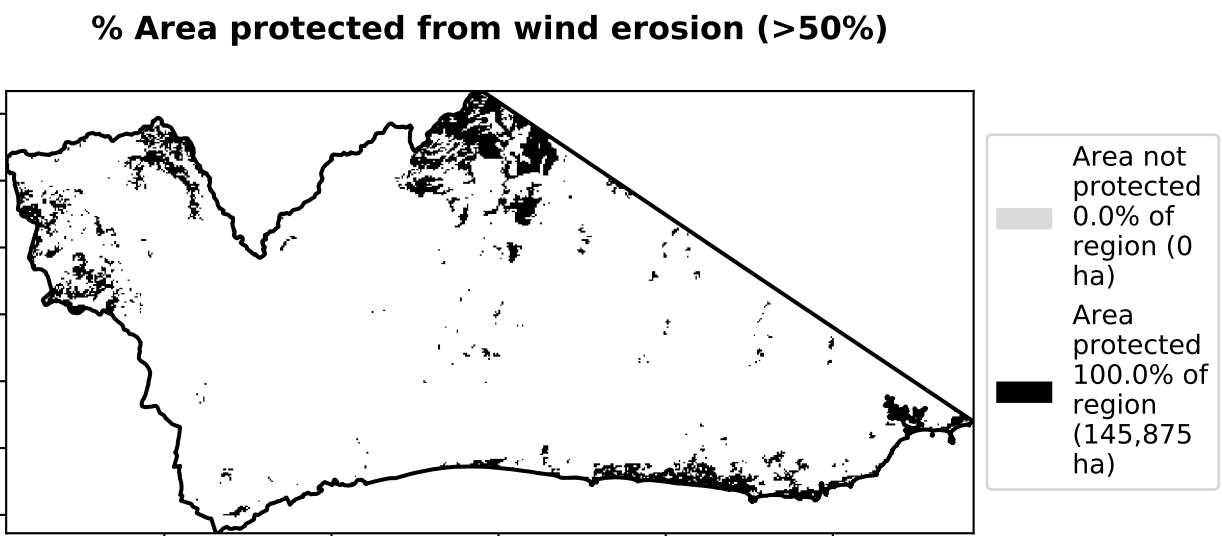 % Area protected from wind erosion (>50%)
Area not
protected
0.0% of
region (0
ha)
Area
protected
100.0% of
region
(145,875
ha)